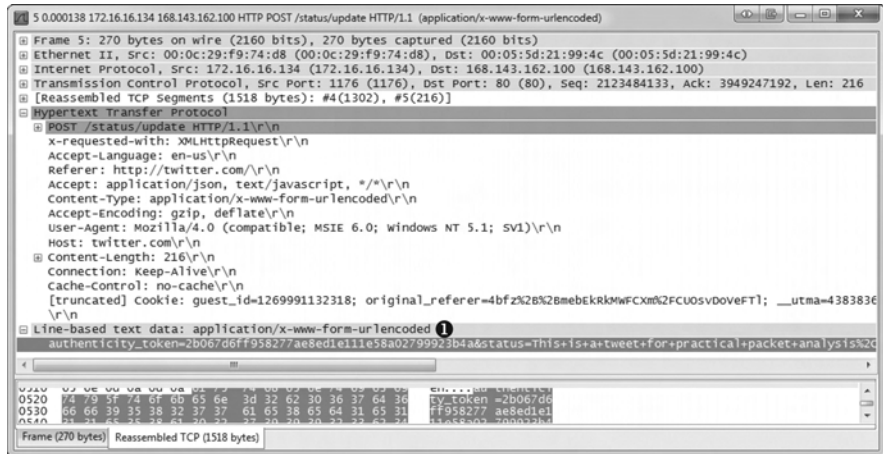 5 0.000138 172.16.16.134 168.143.162.100 HTTP POST /status/update HTTP/1.1 (application/x-www-form-urlencoded)
Frame 5: 270 bytes on wire (2160 bits), 270 bytes captured (2160 bits)
Ethernet II, Src: 00:0c:29:f9:74:d8 (00:0c:29:f9:74:d8), Dst: 00:05:5d:21:99:4c (00:05:5d:21:99:4c)
Internet Protocol, Src: 172.16.16.134 (172.16.16.134), Dst: 168.143.162.100 (168.143.162.100)
Transmission Control Protocol, Src Port: 1176 (1176), Dst Port: 80 (80), Seq: 2123484133, Ack: 3949247192, Len: 216
[Reassembled TCP Segments (1518 bytes): #4(1302), #5(216)]
Hypertext Transfer Protocol
POST /status/update HTTP/1.1\r\n
x-requested-with: XMLHttpRequest\r\n
Accept-Language: en-us\r\n
Referer: http://twitter.com/\r\n
Accept: application/json, text/javascript, */*\r\n
Content-Type: application/x-www-form-urlencoded\r\n
Accept-Encoding: gzip, deflate\r\n
User-Agent: Mozilla/4.0 (compatible; MSIE 6.0; Windows NT 5.1; SV1)\r\n
Host: twitter.com\r\n
Content-Length: 216\r\n
Connection: Keep-Alive\r\n
Cache-Control: no-cache\r\n
[truncated] Cookie: guest_id=1269991132318; original_referer=4bfz%2B%2BmebEkRkMWFCXm%2FCUOsvDoveFTl; __utma=4383836
\r\n
Line-based text data: application/x-www-form-urlencoded 1
authenticity_token=2b067d6ff958277ae8ed1e111e58a02799923b4a&status=This+is+a+tweet+for+practical+packet+analysis%2C
0520 74 79 5f 74 6f 6b 65 6e 3d 32 62 30 36 37 64 36 ty_token =2b067d6
0530 66 66 39 35 38 32 37 37 61 65 38 65 64 31 65 31 ff958277 ae8ed1e1
Frame (270 bytes) Reassembled TCP (1518 bytes)